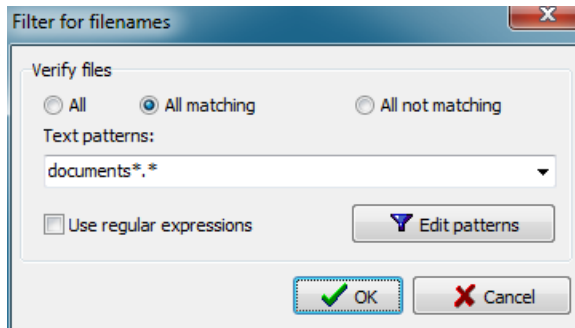 Filter for filenames
Verify files
All All matching All not matching
Text patterns:
documents*.*
Use regular expressions Edit patterns
OK Cancel